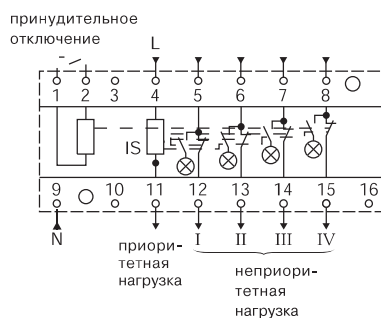 принудительное
отключение
L
1 2 3 4 5 6 7 8
IS
9 10 11 12 13 14 15 16
N
I II III IV
приори-
тетная
нагрузка
неприори-
тетная
нагрузка